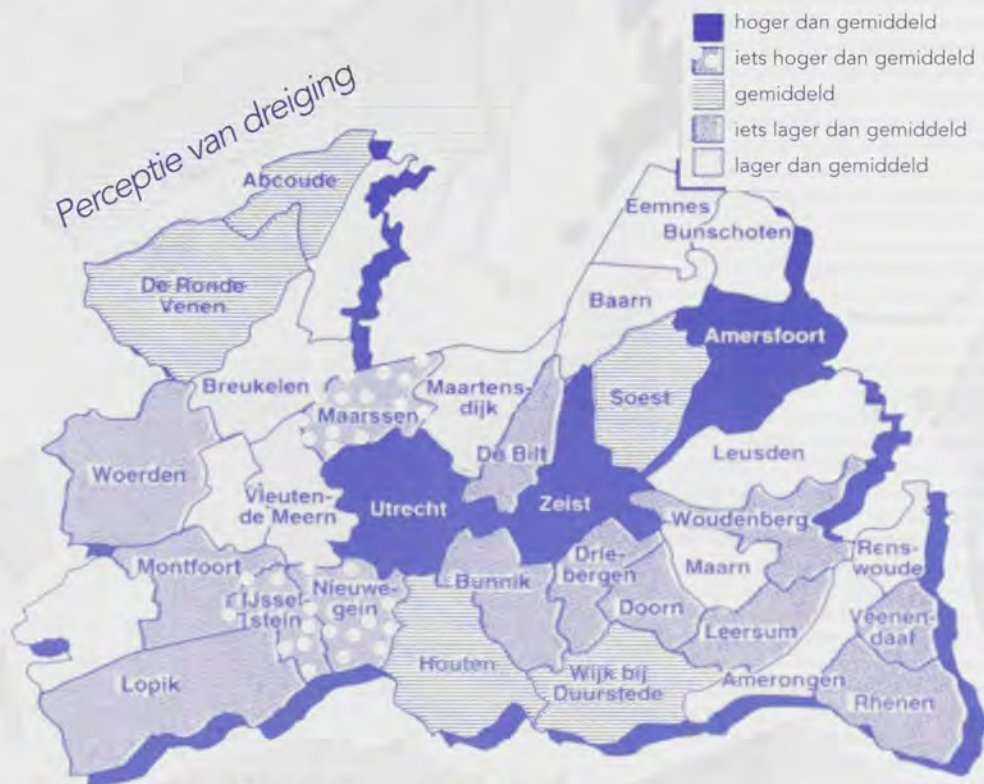 hoger dan gemiddeld
iets hoger dan gemiddeld
gemiddeld
iets lager dan gemiddeld
lager dan gemiddeld
Perceptie van dreiging
Abcoude
Eemnes
Bunschoten
De Ronde
Venen
Baarn
Amersfoort
Breukelen
Maartens-
dijk
Maarssen
Soest
De Bilt
Leusden
Woerden
Vleuten-
de Meern
Utrecht
Zeist
Woudenberg
Montfoort
Nieuwe-
gein
IJssel-
stein
Bunnik
Drie-
bergen
Maarn
Rens-
woude
Doorn
Leersum
Veenen-
daal
Lopik
Houten
Wijk bij
Duurstede
Amerongen
Rhenen